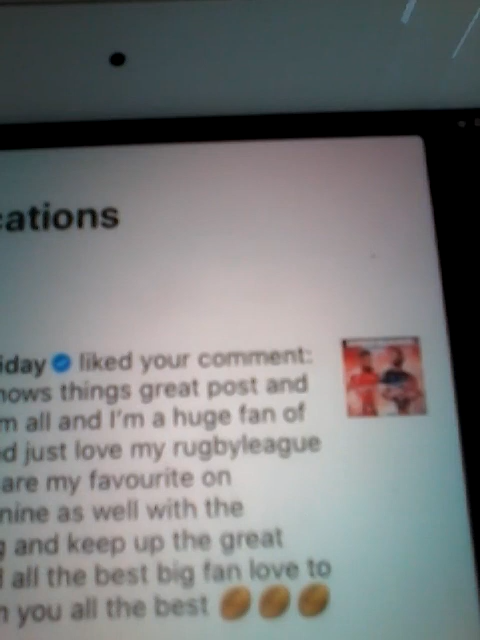 cations
iday liked your comment:
nows things great post and
m all and I'm a huge fan of
d just love my rugbyleague
are my favourite on
nine as well with the
g and keep up the great
all the best big fan love to
you all the best 🏉🏉🏉